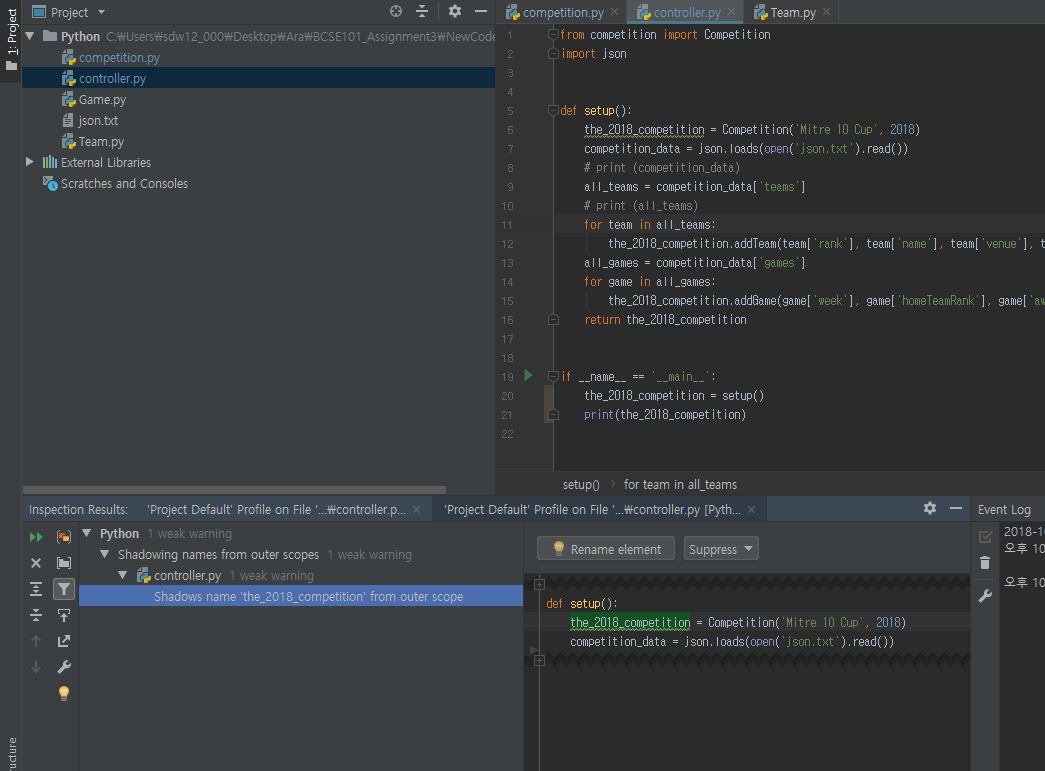 1: Project
Project
Python C:₩Users₩sdw12_000₩Desktop₩Ara₩BCSE101_Assignment3₩NewCode
competition.py
controller.py
Game.py
json.txt
Team.py
External Libraries
Scratches and Consoles
competition.py controller.py Team.py
1 from competition import Competition
2 import json
3
4
5 def setup():
6 the_2018_competition = Competition('Mitre 10 Cup', 2018)
7 competition_data = json.loads(open('json.txt').read())
8 # print (competition_data)
9 all_teams = competition_data['teams']
10 # print (all_teams)
11 for team in all_teams:
12 the_2018_competition.addTeam(team['rank'], team['name'], team['venue'], t
13 all_games = competition_data['games']
14 for game in all_games:
15 the_2018_competition.addGame(game['week'], game['homeTeamRank'], game['aw
16 return the_2018_competition
17
18
19 if __name__ == '__main__':
20 the_2018_competition = setup()
21 print(the_2018_competition)
22
setup() › for team in all_teams
Inspection Results: 'Project Default' Profile on File '...₩controller.p... 'Project Default' Profile on File '...₩controller.py [Pyth...
Python 1 weak warning
Shadowing names from outer scopes 1 weak warning
controller.py 1 weak warning
Shadows name 'the_2018_competition' from outer scope
Rename element Suppress
def setup():
the_2018_competition = Competition('Mitre 10 Cup', 2018)
competition_data = json.loads(open('json.txt').read())
Event Log
2018-1
오후 10
오후 10
ucture